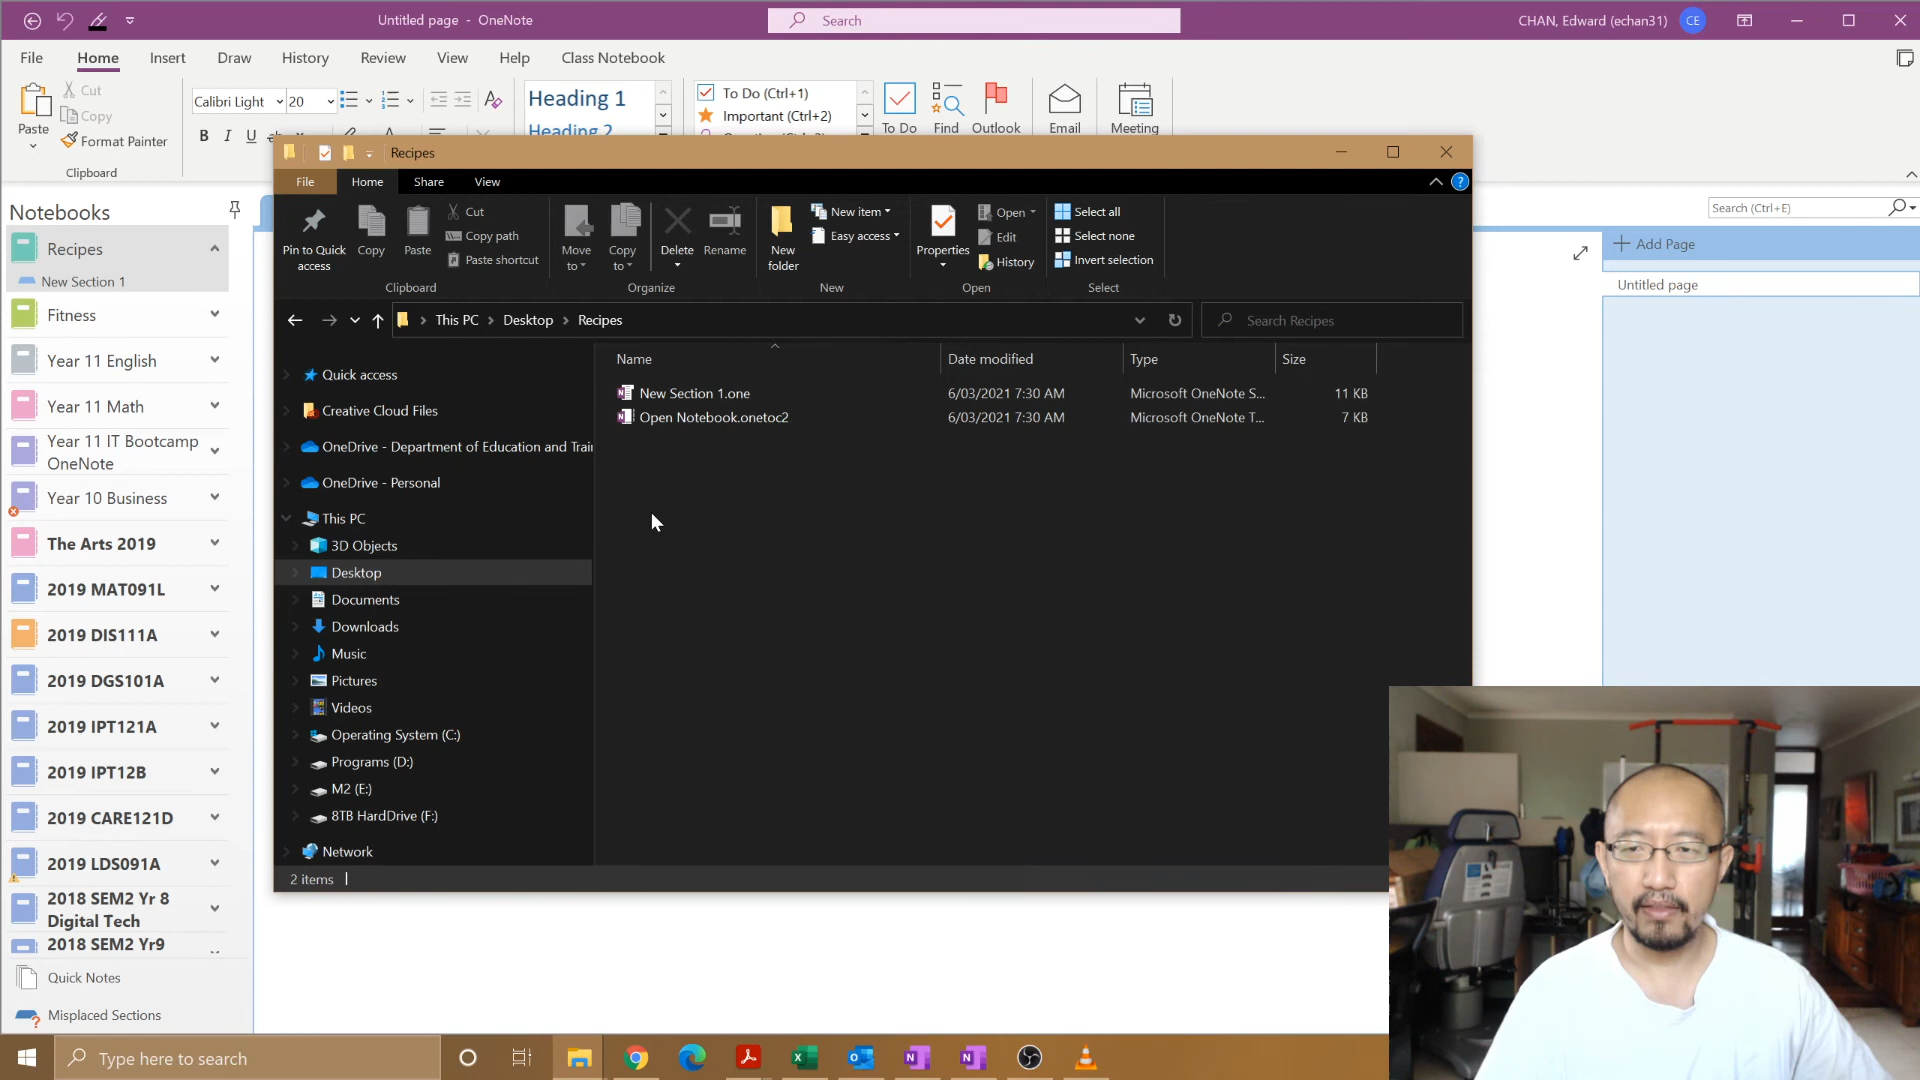 Untitled page - OneNote
Search
CHAN, Edward (echan31)
CE
File
Home
Insert
Draw
History
Review
View
Help
Class Notebook
Paste
Cut
Copy
Format Painter
Clipboard
Calibri Light
20
B
I
U
Heading 1
Heading 2
To Do (Ctrl+1)
Important (Ctrl+2)
To Do
Find
Outlook
Email
Meeting
Search (Ctrl+E)
Add Page
Untitled page
Notebooks
Recipes
New Section 1
Fitness
Year 11 English
Year 11 Math
Year 11 IT Bootcamp
OneNote
Year 10 Business
The Arts 2019
2019 MAT091L
2019 DIS111A
2019 DGS101A
2019 IPT121A
2019 IPT12B
2019 CARE121D
2019 LDS091A
2018 SEM2 Yr 8
Digital Tech
2018 SEM2 Yr9
Quick Notes
Misplaced Sections
Recipes
File
Home
Share
View
Pin to Quick
access
Copy
Paste
Cut
Copy path
Paste shortcut
Clipboard
Move
to
Copy
to
Delete
Rename
Organize
New
folder
New item
Easy access
New
Properties
Open
Edit
History
Open
Select all
Select none
Invert selection
Select
This PC
Desktop
Recipes
Search Recipes
Name
Date modified
Type
Size
New Section 1.one
6/03/2021 7:30 AM
Microsoft OneNote S...
11 KB
Open Notebook.onetoc2
6/03/2021 7:30 AM
Microsoft OneNote T...
7 KB
Quick access
Creative Cloud Files
OneDrive - Department of Education and Trai
OneDrive - Personal
This PC
3D Objects
Desktop
Documents
Downloads
Music
Pictures
Videos
Operating System (C:)
Programs (D:)
M2 (E:)
8TB HardDrive (F:)
Network
2 items
Type here to search